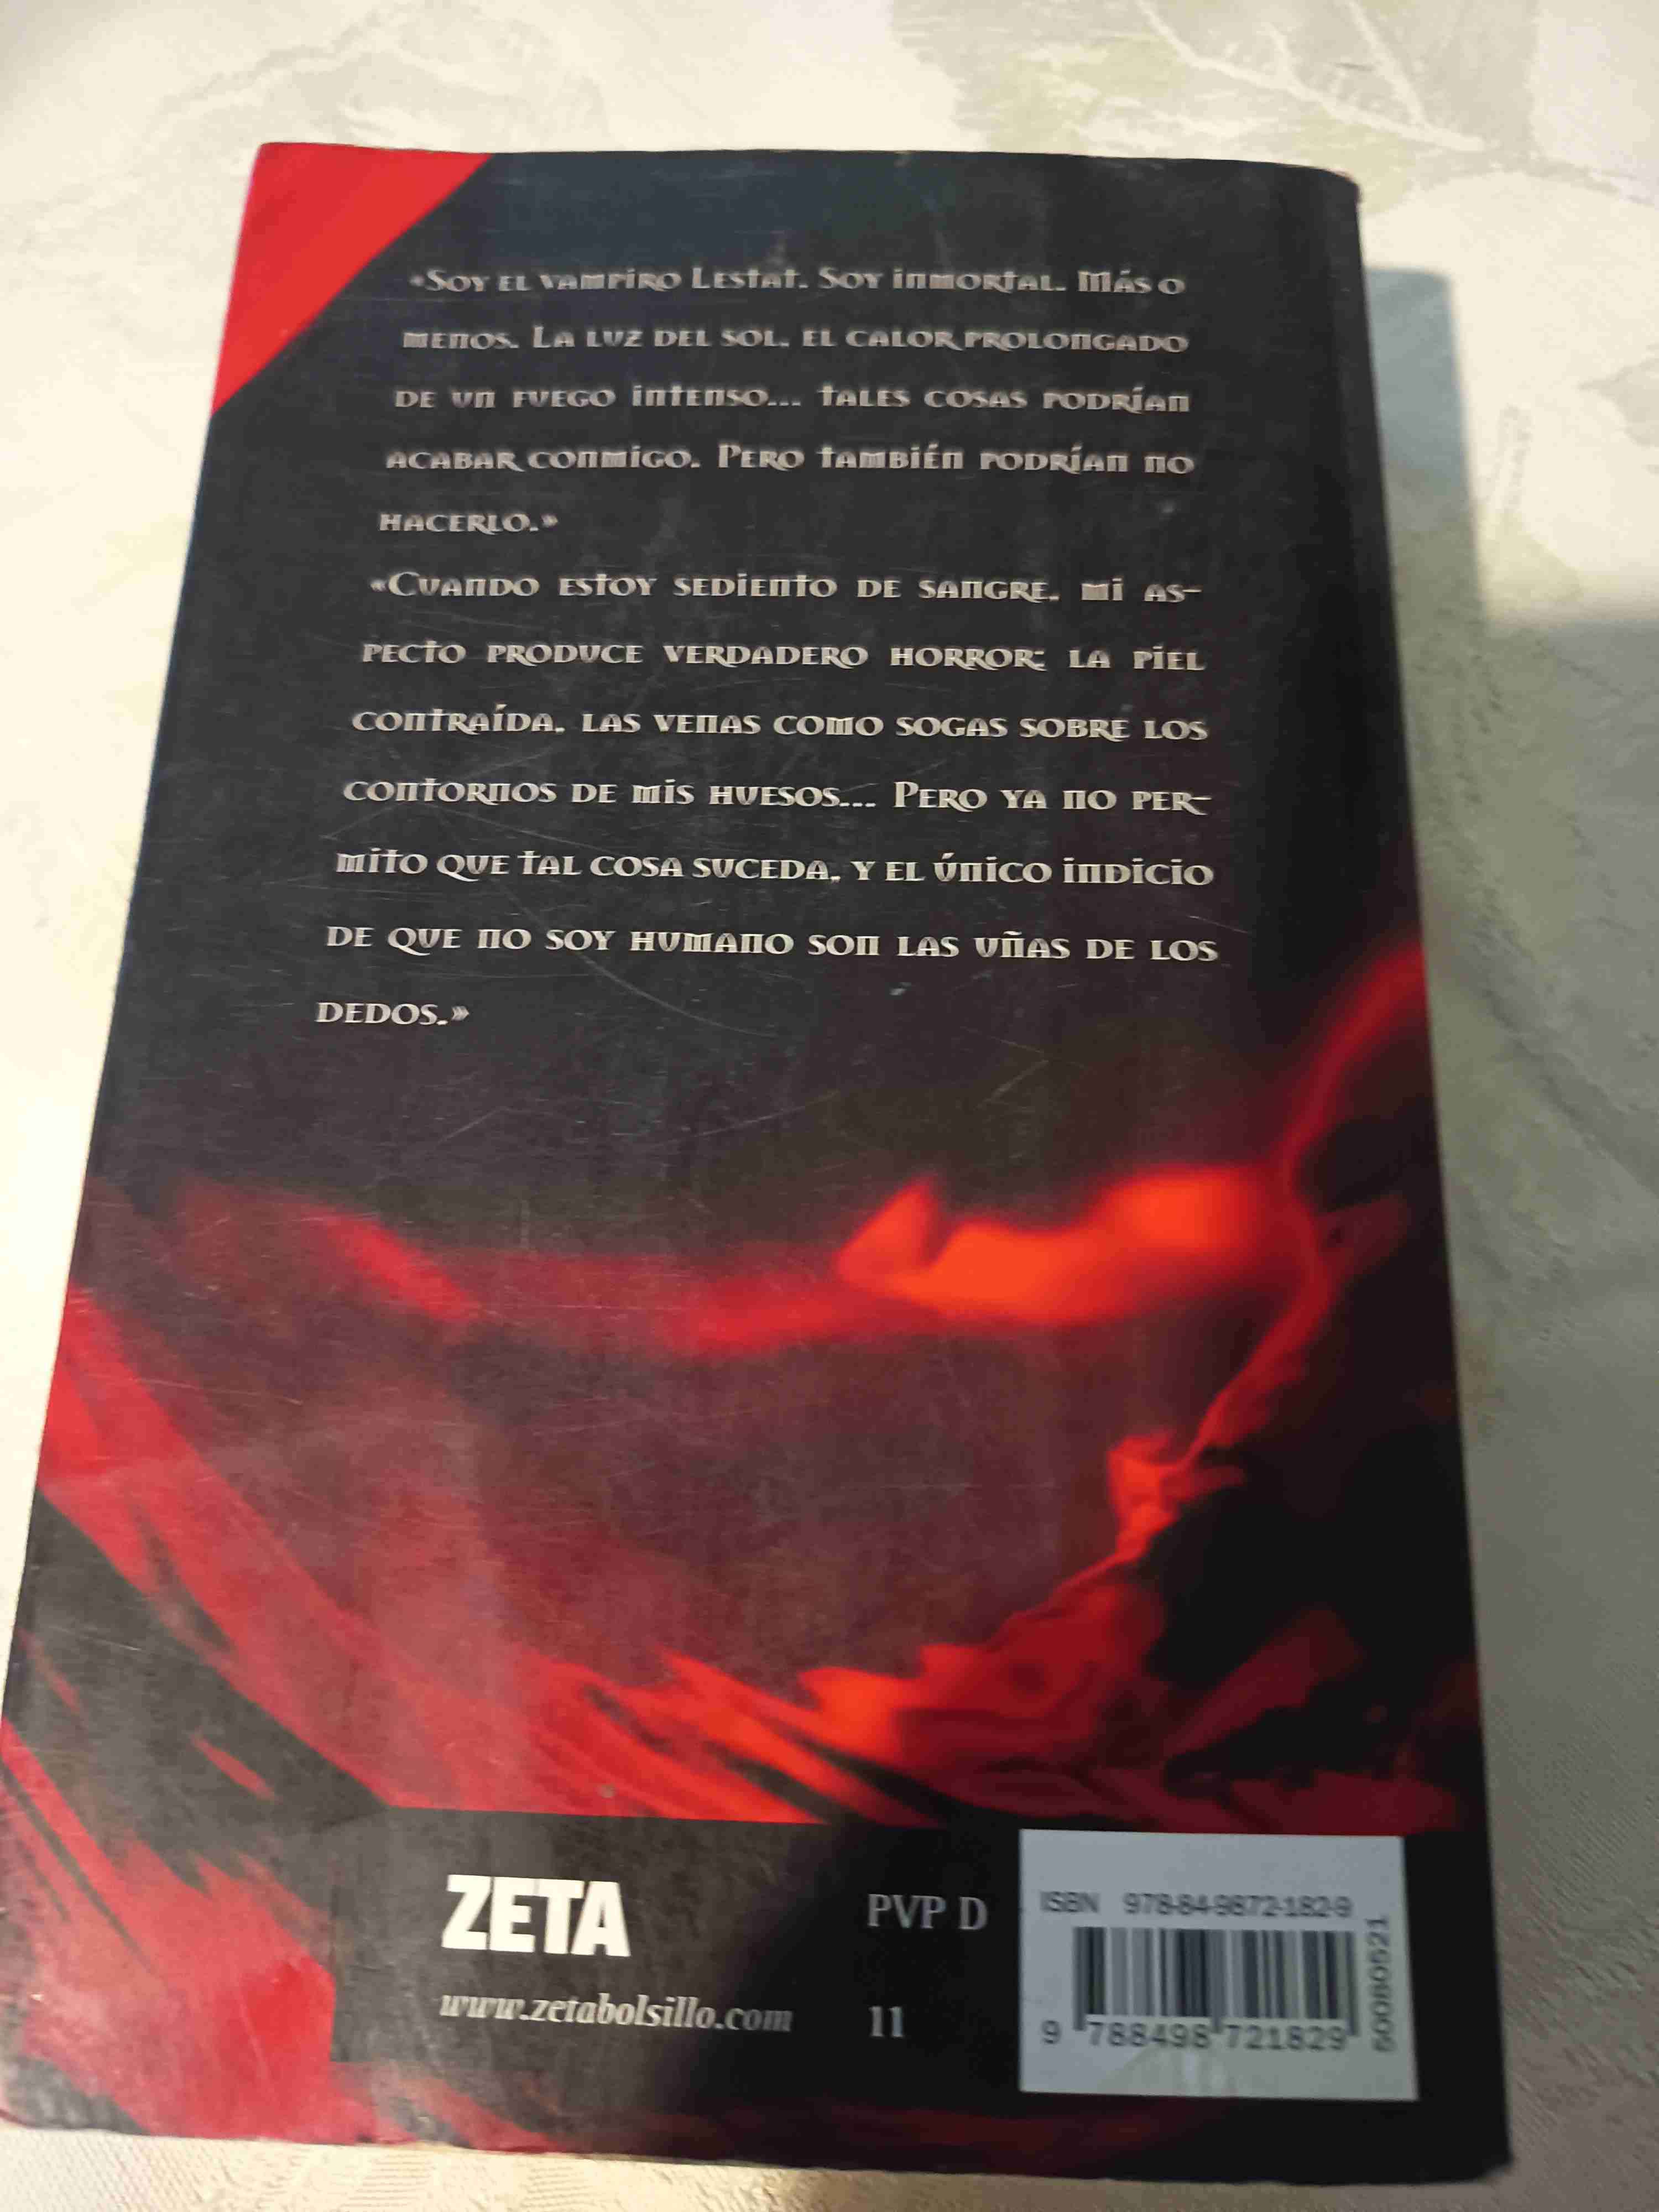 «Soy el vampiro Lestat. Soy inmortal. Más o
menos. La luz del sol, el calor prolongado
de un fuego intenso... tales cosas podrían
acabar conmigo. Pero también podrían no
hacerlo.»
«Cuando estoy sediento de sangre, mi as-
pecto produce verdadero horror: la piel
contraída, las venas como sogas sobre los
contornos de mis huesos... Pero ya no per-
mito que tal cosa suceda, y el único indicio
de que no soy humano son las uñas de los
dedos.»
ZETA
www.zetabolsillo.com
PVP D
11
ISBN 978-84-9872-182-9
9 788498 721829
60080521